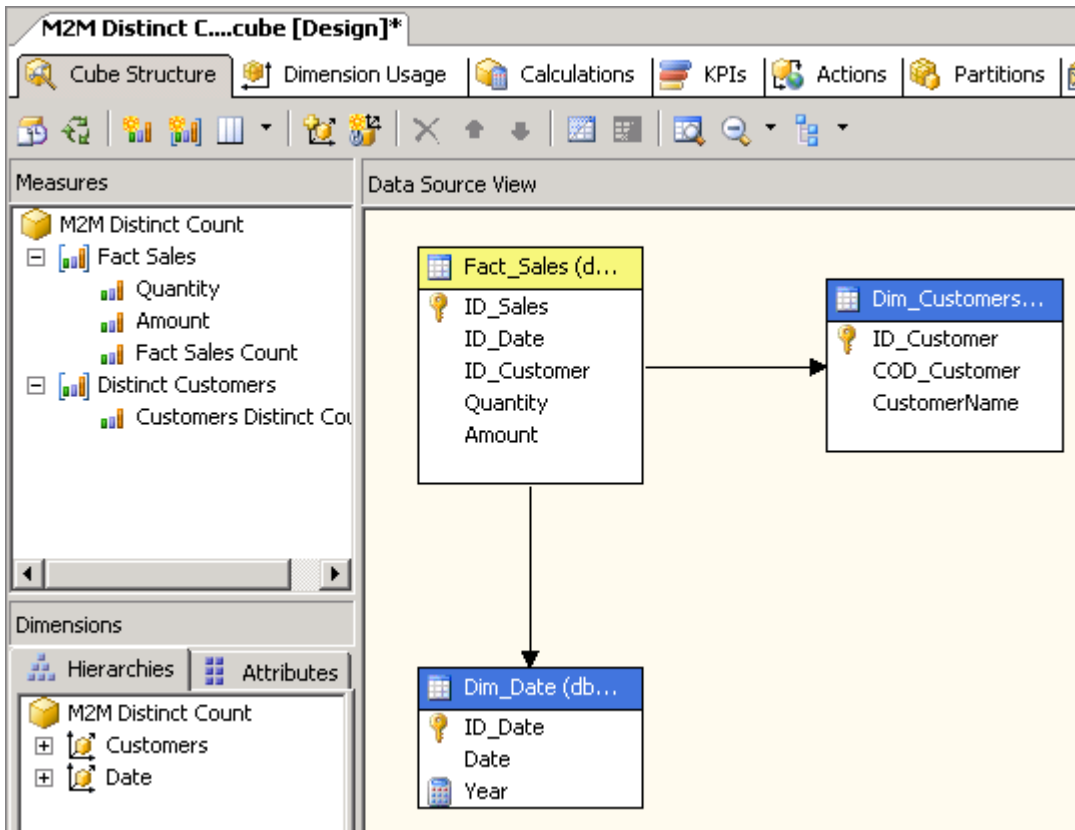 M2M Distinct C....cube [Design]*
Cube Structure Dimension Usage Calculations KPIs Actions Partitions
Measures
M2M Distinct Count
Fact Sales
Quantity
Amount
Fact Sales Count
Distinct Customers
Customers Distinct Cou
Dimensions
Hierarchies Attributes
M2M Distinct Count
Customers
Date
Data Source View
Fact_Sales (d...
ID_Sales
ID_Date
ID_Customer
Quantity
Amount
Dim_Customers...
ID_Customer
COD_Customer
CustomerName
Dim_Date (db...
ID_Date
Date
Year